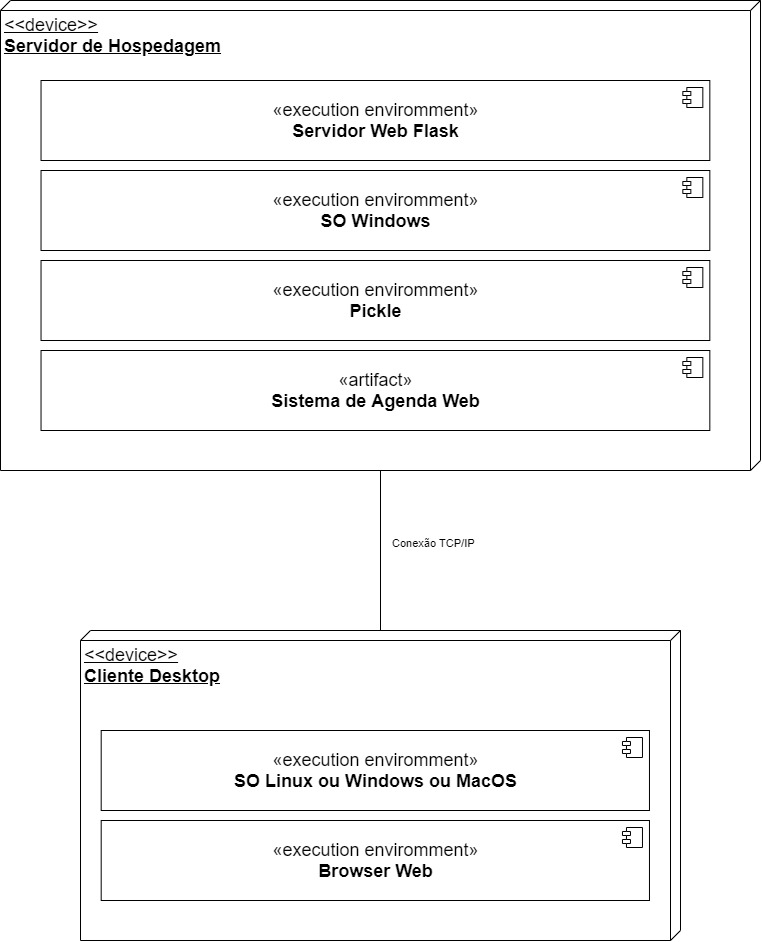 <<device>>
Servidor de Hospedagem
«execution enviromment»
Servidor Web Flask
«execution enviromment»
SO Windows
«execution enviromment»
Pickle
«artifact»
Sistema de Agenda Web
Conexão TCP/IP
<<device>>
Cliente Desktop
«execution enviromment»
SO Linux ou Windows ou MacOS
«execution enviromment»
Browser Web